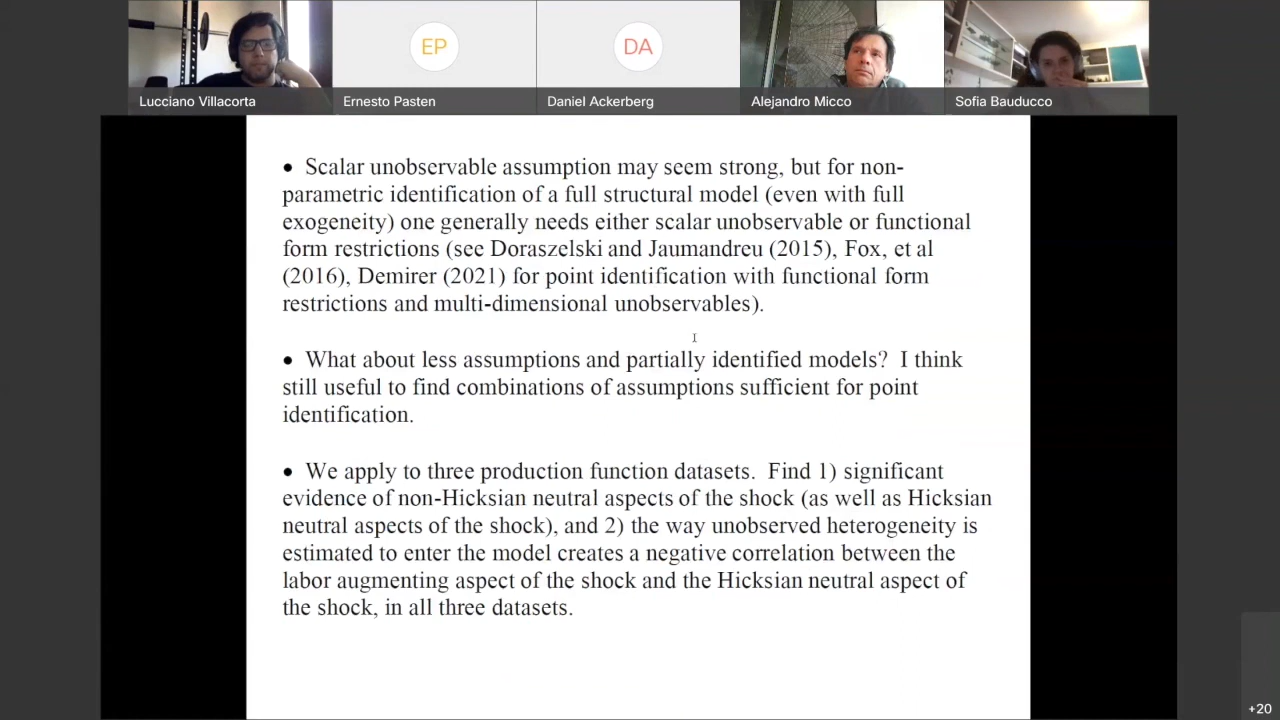 EP
DA
Lucciano Villacorta
Ernesto Pasten
Daniel Ackerberg
Alejandro Micco
Sofia Bauducco
• Scalar unobservable assumption may seem strong, but for non-
parametric identification of a full structural model (even with full
exogeneity) one generally needs either scalar unobservable or functional
form restrictions (see Doraszelski and Jaumandreu (2015), Fox, et al
(2016), Demirer (2021) for point identification with functional form
restrictions and multi-dimensional unobservables).
• What about less assumptions and partially identified models? I think
still useful to find combinations of assumptions sufficient for point
identification.
• We apply to three production function datasets. Find 1) significant
evidence of non-Hicksian neutral aspects of the shock (as well as Hicksian
neutral aspects of the shock), and 2) the way unobserved heterogeneity is
estimated to enter the model creates a negative correlation between the
labor augmenting aspect of the shock and the Hicksian neutral aspect of
the shock, in all three datasets.
+20